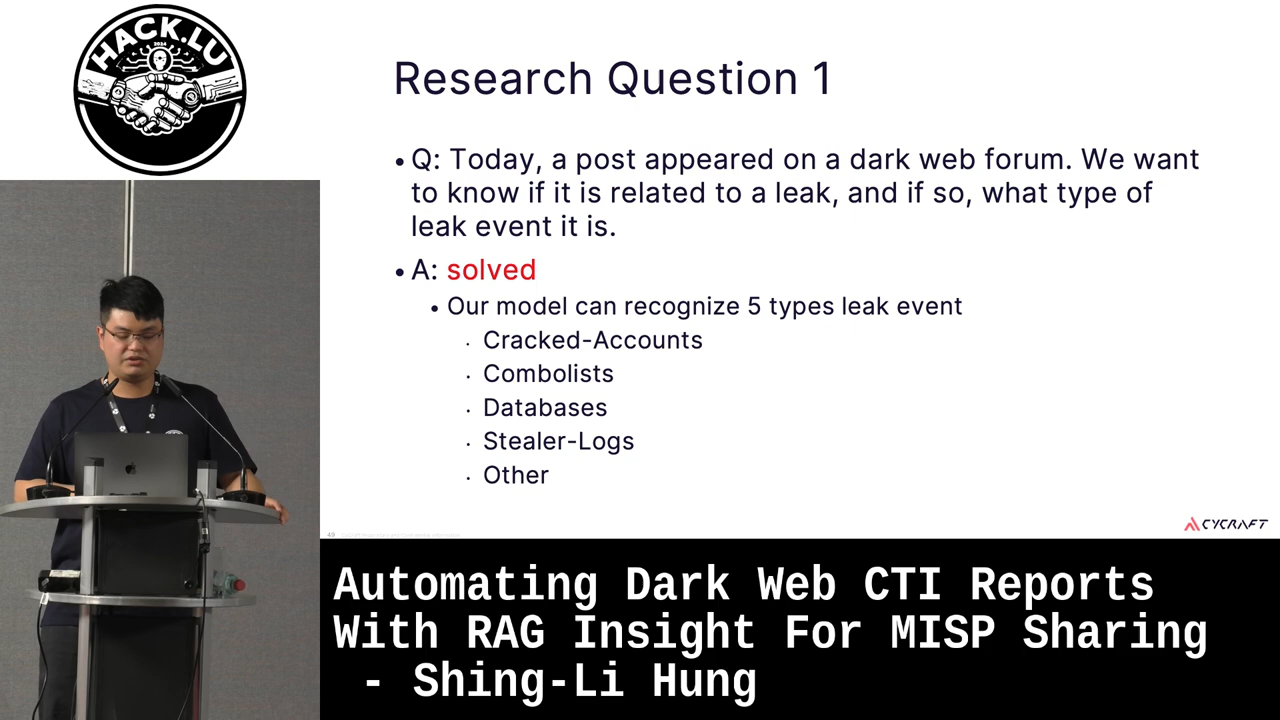 HACK.LU
2024
Research Question 1
• Q: Today, a post appeared on a dark web forum. We want
to know if it is related to a leak, and if so, what type of
leak event it is.
• A: solved
• Our model can recognize 5 types leak event
· Cracked-Accounts
· Combolists
· Databases
· Stealer-Logs
· Other
49
CYCRAFT
Automating Dark Web CTI Reports
With RAG Insight For MISP Sharing
- Shing-Li Hung